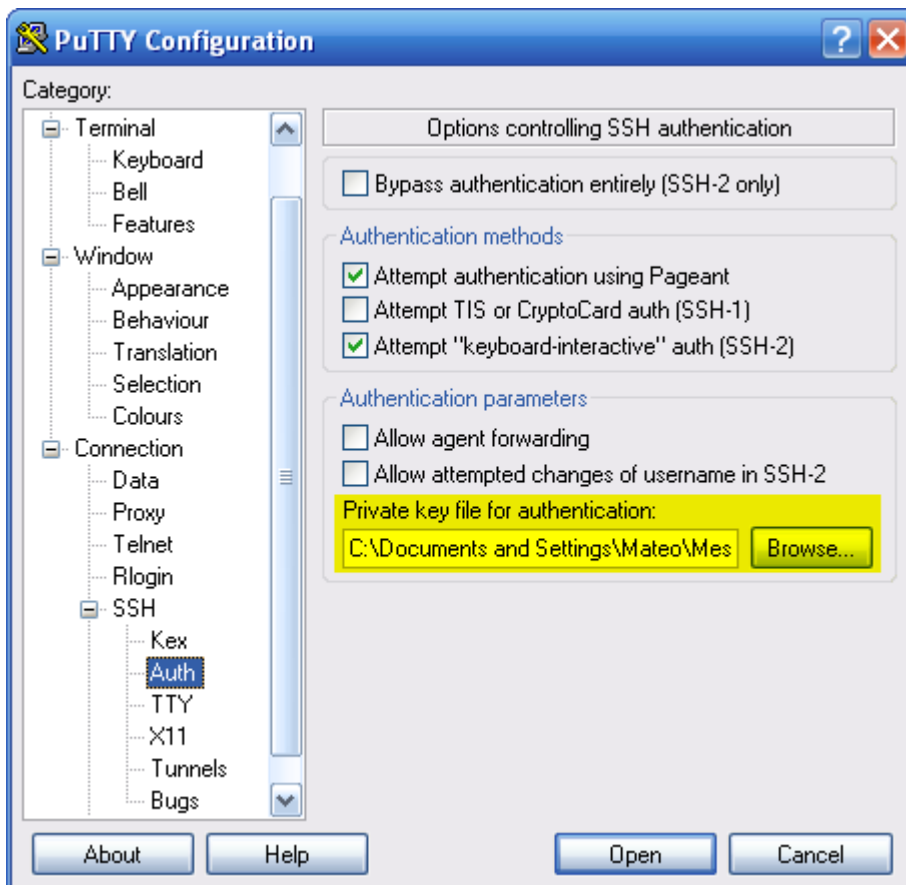 PuTTY Configuration
Category:
Terminal
Keyboard
Bell
Features
Window
Appearance
Behaviour
Translation
Selection
Colours
Connection
Data
Proxy
Telnet
Rlogin
SSH
Kex
Auth
TTY
X11
Tunnels
Bugs
Options controlling SSH authentication
Bypass authentication entirely (SSH-2 only)
Authentication methods
Attempt authentication using Pageant
Attempt TIS or CryptoCard auth (SSH-1)
Attempt "keyboard-interactive" auth (SSH-2)
Authentication parameters
Allow agent forwarding
Allow attempted changes of username in SSH-2
Private key file for authentication:
C:\Documents and Settings\Mateo\Mes
Browse...
About
Help
Open
Cancel